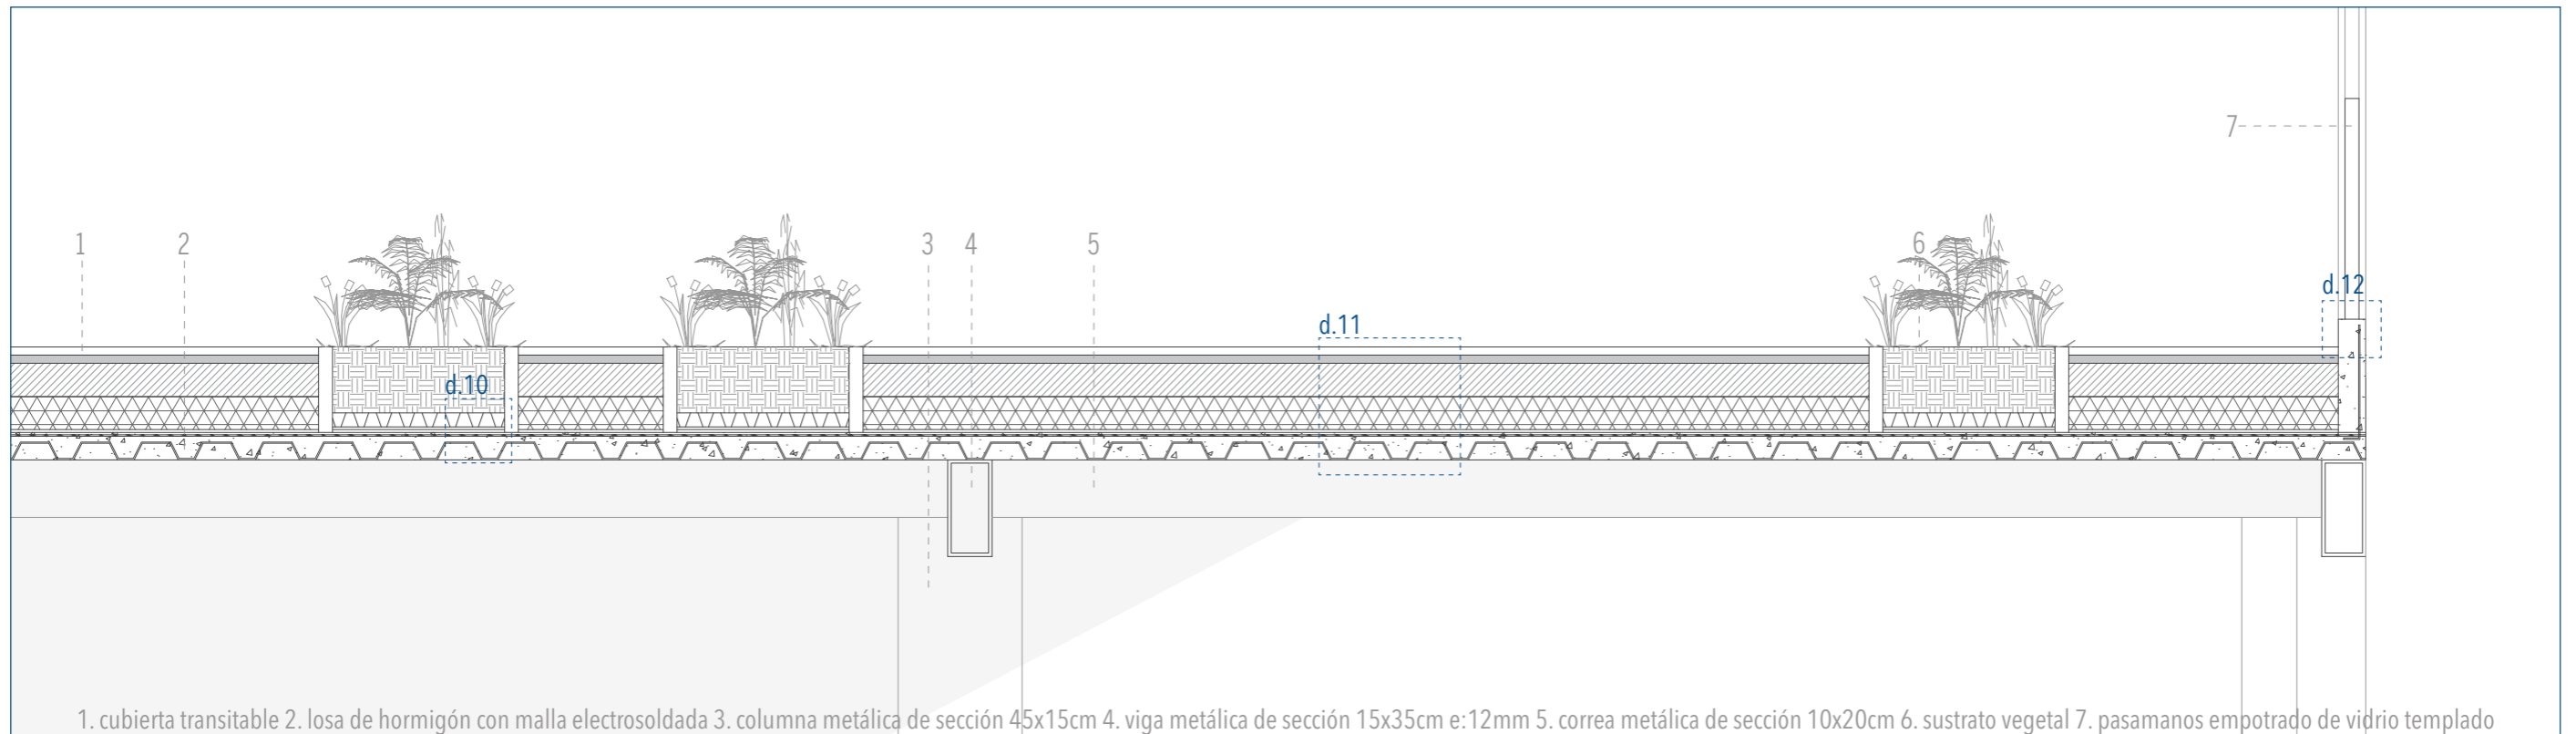 7
1 2 3 4 5 6
d.12
d.11
d.10
1. cubierta transitable 2. losa de hormigón con malla electrosoldada 3. columna metálica de sección 45x15cm 4. viga metálica de sección 15x35cm e:12mm 5. correa metálica de sección 10x20cm 6. sustrato vegetal 7. pasamanos empotrado de vidrio templado